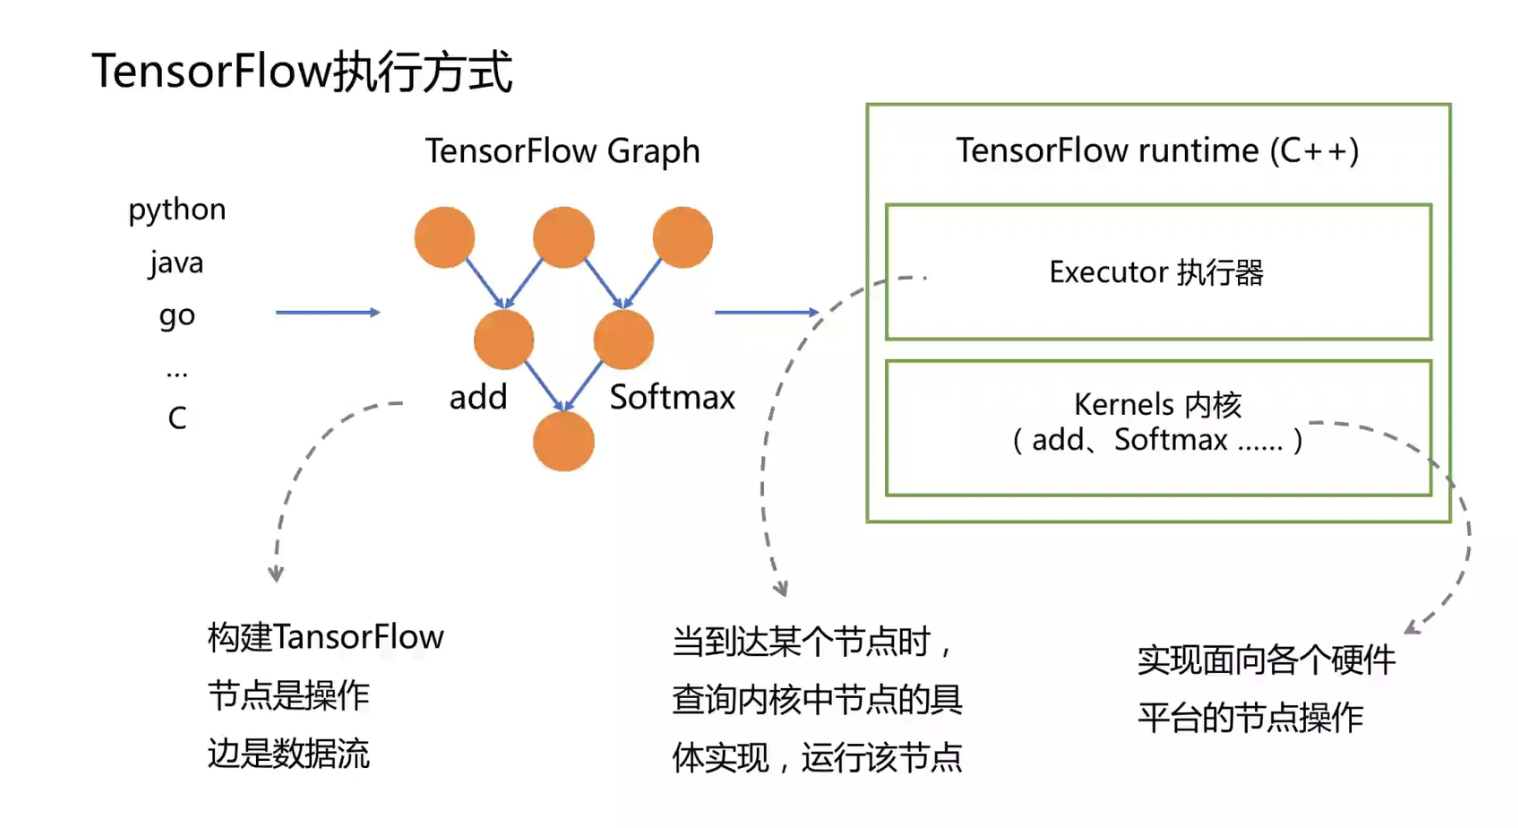 TensorFlow执行方式
TensorFlow Graph
TensorFlow runtime (C++)
python
java
go
...
C
add
Softmax
Executor 执行器
Kernels 内核
（add、Softmax ......）
构建TansorFlow
节点是操作
边是数据流
当到达某个节点时，
查询内核中节点的具
体实现，运行该节点
实现面向各个硬件
平台的节点操作